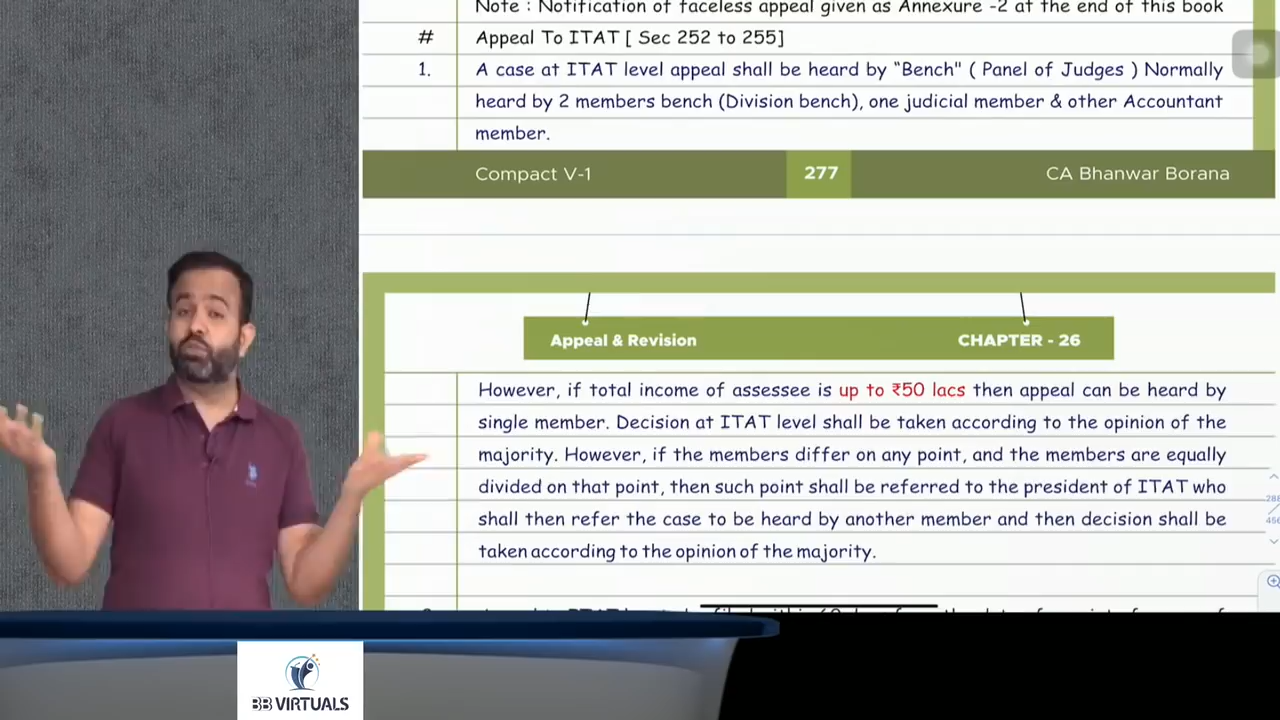 Note : Notification of faceless appeal given as Annexure -2 at the end of this book
# Appeal To ITAT [ Sec 252 to 255]
1. A case at ITAT level appeal shall be heard by “Bench" ( Panel of Judges ) Normally
heard by 2 members bench (Division bench), one judicial member & other Accountant
member.
Compact V-1 277 CA Bhanwar Borana
Appeal & Revision CHAPTER - 26
However, if total income of assessee is up to ₹50 lacs then appeal can be heard by
single member. Decision at ITAT level shall be taken according to the opinion of the
majority. However, if the members differ on any point, and the members are equally
divided on that point, then such point shall be referred to the president of ITAT who
shall then refer the case to be heard by another member and then decision shall be
taken according to the opinion of the majority.
288
456
BB VIRTUALS